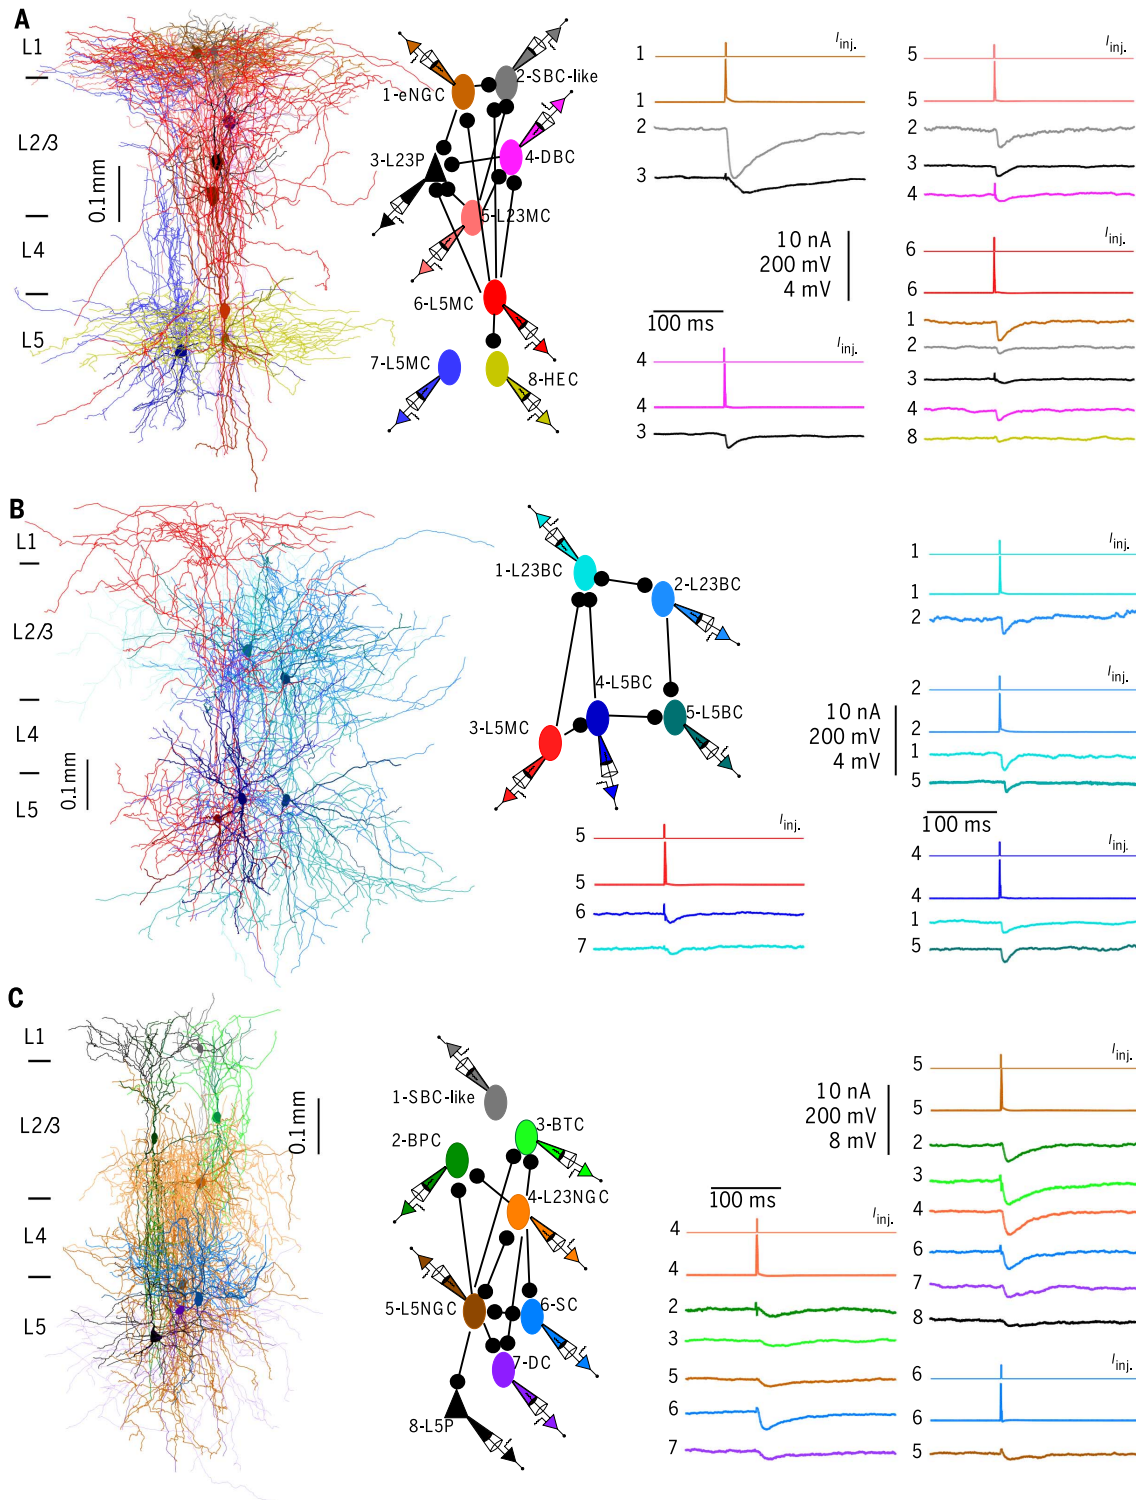 A
L1
L2/3
L4
L5
0.1 mm
1-eNGC
2-SBC-like
3-L23P
4-DBC
5-L23MC
6-L5MC
7-L5MC
8-HEC
1
Iinj.
1
2
3
10 nA
200 mV
4 mV
100 ms
4
Iinj.
4
3
5
Iinj.
5
2
3
4
6
Iinj.
6
1
2
3
4
8
B
L1
L2/3
L4
L5
0.1 mm
1-L23BC
2-L23BC
3-L5MC
4-L5BC
5-L5BC
5
Iinj.
5
6
7
1
Iinj.
1
2
2
2
1
5
10 nA
200 mV
4 mV
100 ms
4
Iinj.
4
1
5
C
L1
L2/3
L4
L5
0.1 mm
1-SBC-like
2-BPC
3-BTC
4-L23NGC
5-L5NGC
6-SC
7-DC
8-L5P
100 ms
4
Iinj.
4
2
3
5
6
7
10 nA
200 mV
8 mV
5
Iinj.
5
2
3
4
6
7
8
6
Iinj.
6
5